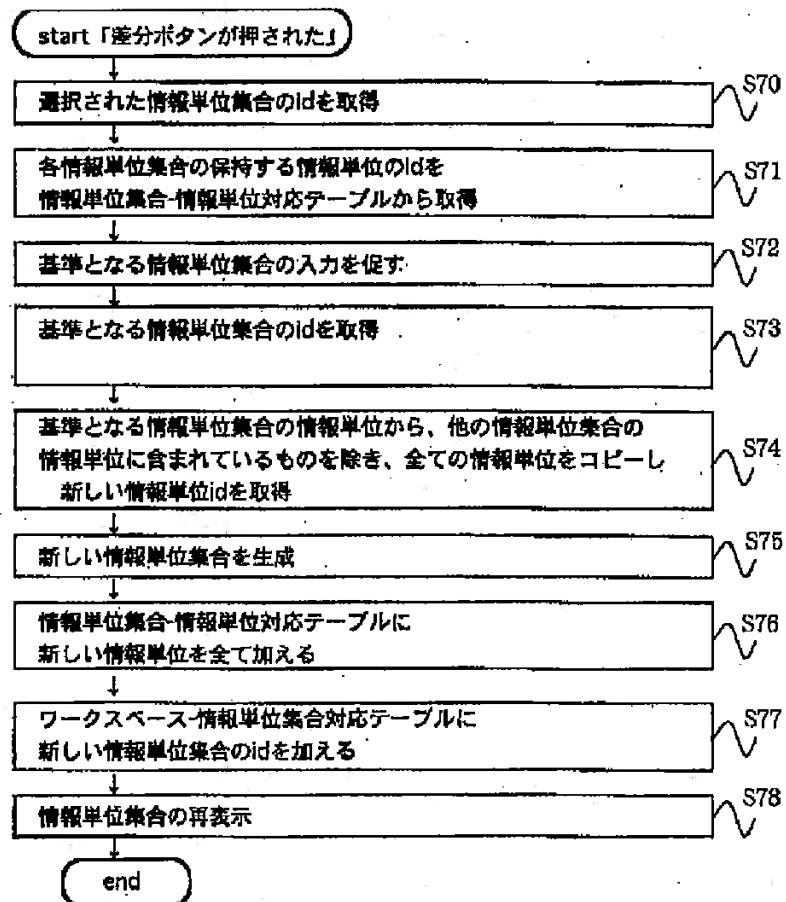 start「差分ボタンが押された」
選択された情報単位集合のidを取得
S70
各情報単位集合の保持する情報単位のidを
情報単位集合-情報単位対応テーブルから取得
S71
基準となる情報単位集合の入力を促す
S72
基準となる情報単位集合のidを取得
S73
基準となる情報単位集合の情報単位から、他の情報単位集合の
情報単位に含まれているものを除き、全ての情報単位をコピーし
新しい情報単位idを取得
S74
新しい情報単位集合を生成
S75
情報単位集合-情報単位対応テーブルに
新しい情報単位を全て加える
S76
ワークスペース-情報単位集合対応テーブルに
新しい情報単位集合のidを加える
S77
情報単位集合の再表示
S78
end